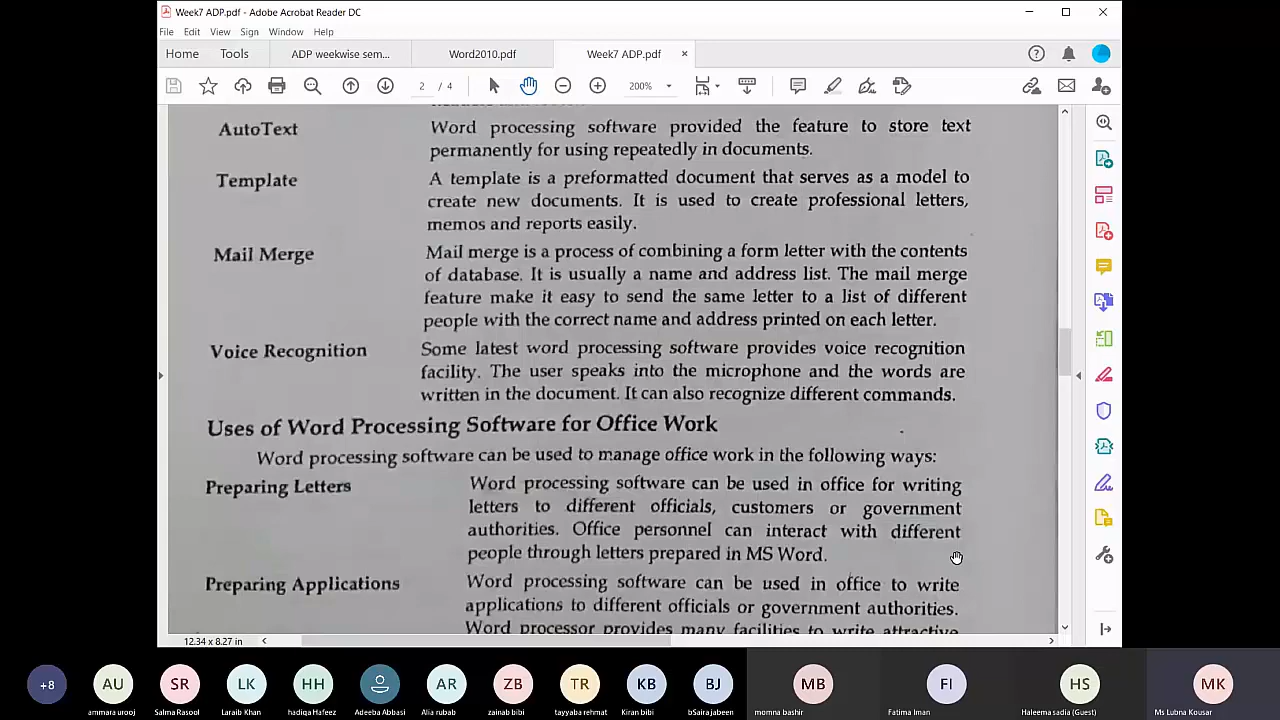 Week7 ADP.pdf - Adobe Acrobat Reader DC
File Edit View Sign Window Help
Home Tools ADP weekwise sem... Word2010.pdf Week7 ADP.pdf ×
2 / 4 200%
AutoText Word processing software provided the feature to store text
permanently for using repeatedly in documents.
Template A template is a preformatted document that serves as a model to
create new documents. It is used to create professional letters,
memos and reports easily.
Mail Merge Mail merge is a process of combining a form letter with the contents
of database. It is usually a name and address list. The mail merge
feature make it easy to send the same letter to a list of different
people with the correct name and address printed on each letter.
Voice Recognition Some latest word processing software provides voice recognition
facility. The user speaks into the microphone and the words are
written in the document. It can also recognize different commands.
Uses of Word Processing Software for Office Work
Word processing software can be used to manage office work in the following ways:
Preparing Letters Word processing software can be used in office for writing
letters to different officials, customers or government
authorities. Office personnel can interact with different
people through letters prepared in MS Word.
Preparing Applications Word processing software can be used in office to write
applications to different officials or government authorities.
Word processor provides many facilities to write attractive
12.34 x 8.27 in
+8 AU SR LK HH AR ZB TR KB BJ MB FI HS MK
ammara urooj Salma Rasool Laraib Khan hadiqa Hafeez Adeeba Abbasi Alia rubab zainab bibi tayyaba rehmat Kiran bibi bSaira jabeen momna bashir Fatima Iman Haleema sadia (Guest) Ms Lubna Kousar